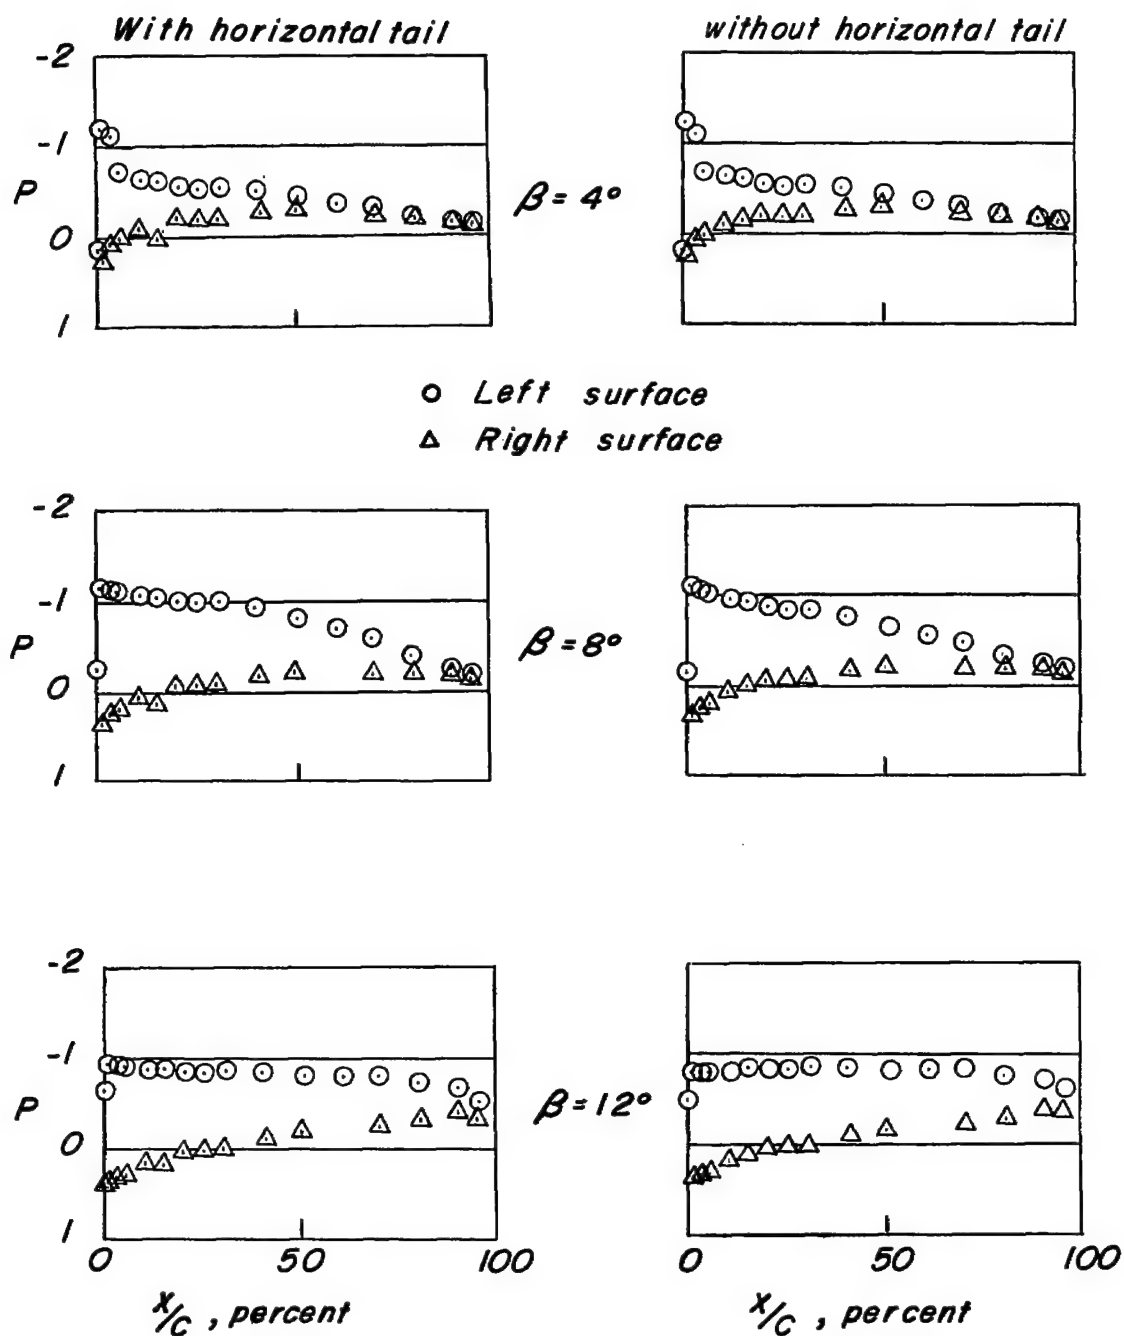 With horizontal tail
without horizontal tail
-2
-1
P
0
1
β = 4°
Left surface
Right surface
-2
-1
P
0
1
β = 8°
-2
-1
P
0
1
β = 12°
0 50 100
0 50 100
x/c, percent
x/c, percent